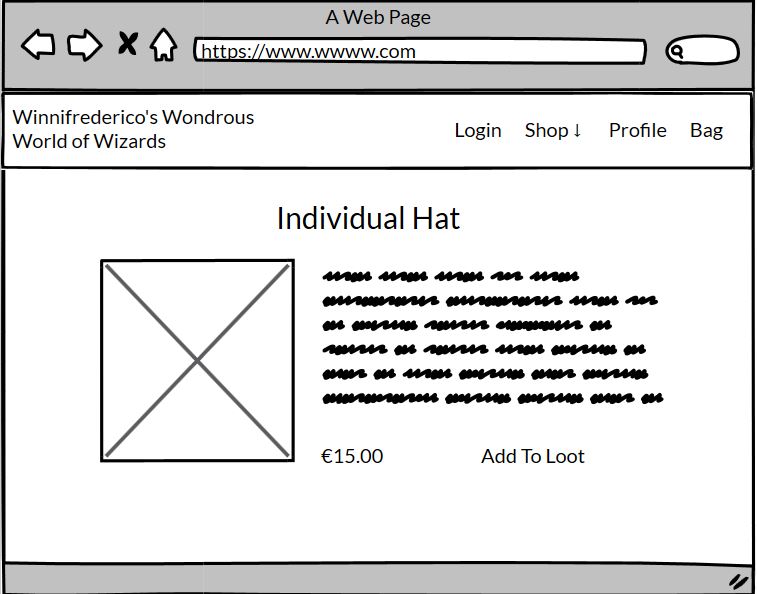 A Web Page
https://www.wwww.com
Winnifrederico's Wondrous
World of Wizards
Login Shop ↓ Profile Bag
Individual Hat
€15.00 Add To Loot